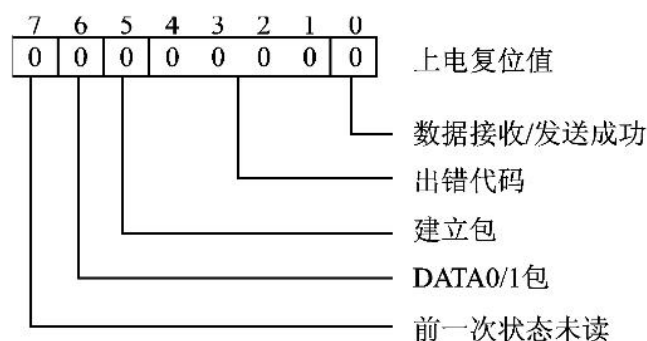 7 6 5 4 3 2 1 0
0 0 0 0 0 0 0 0 上电复位值
数据接收/发送成功
出错代码
建立包
DATA0/1包
前一次状态未读